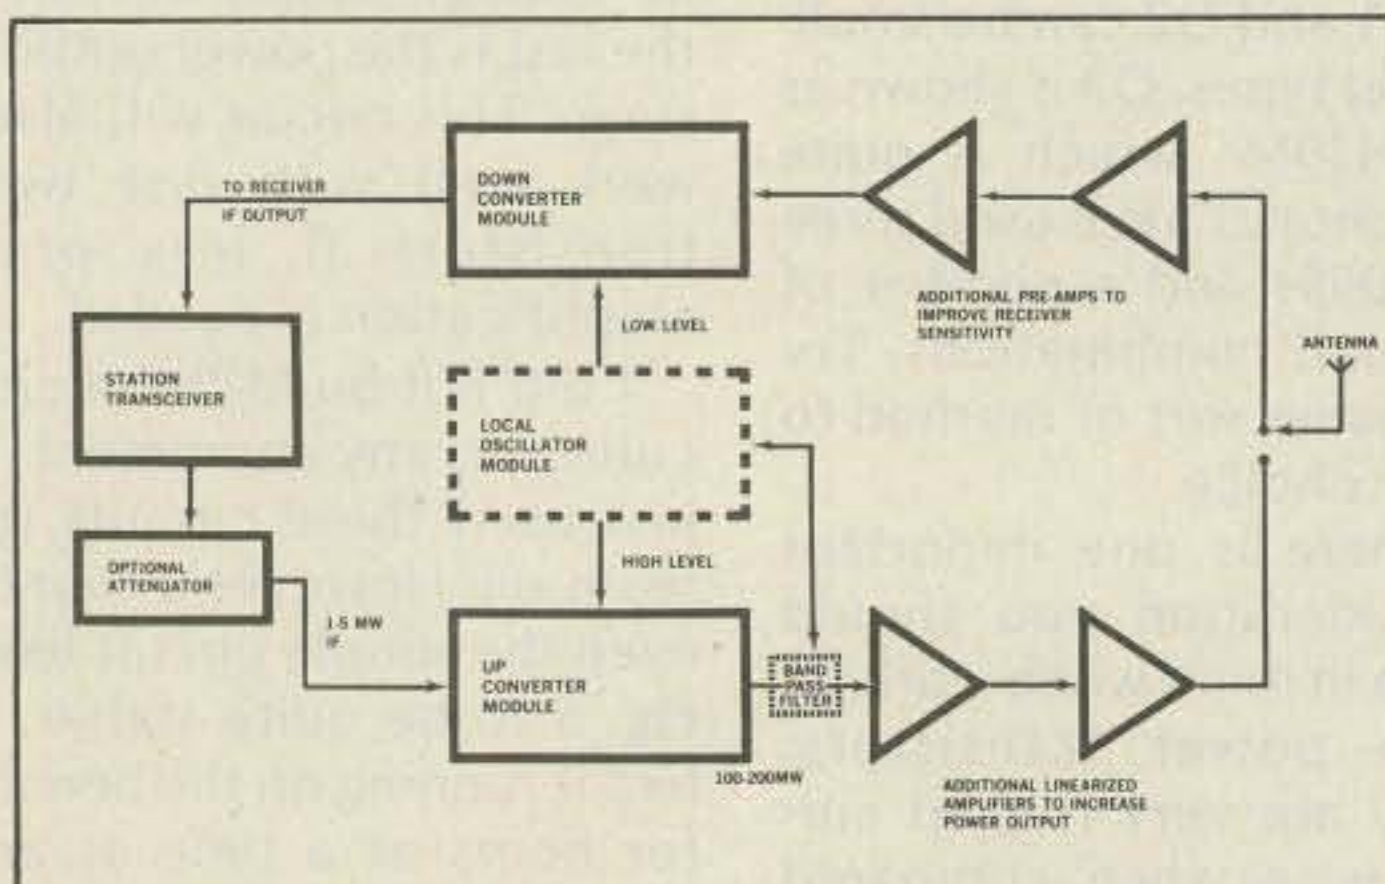 TO RECEIVER
IF OUTPUT
DOWN
CONVERTER
MODULE
ADDITIONAL PRE-AMPS TO
IMPROVE RECEIVER
SENSITIVITY
LOW LEVEL
ANTENNA
STATION
TRANSCEIVER
LOCAL
OSCILLATOR
MODULE
HIGH LEVEL
OPTIONAL
ATTENUATOR
1-5 MW
IF
UP
CONVERTER
MODULE
BAND
PASS
FILTER
100-200MW
ADDITIONAL LINEARIZED
AMPLIFIERS TO INCREASE
POWER OUTPUT